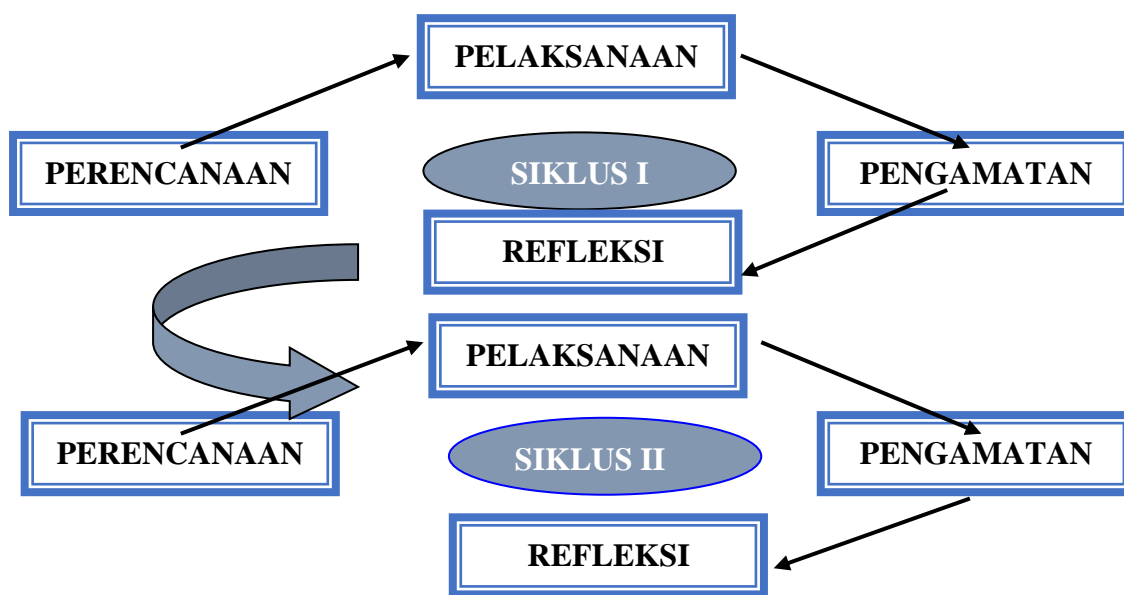 PELAKSANAAN
PERENCANAAN
SIKLUS I
PENGAMATAN
REFLEKSI
PELAKSANAAN
PERENCANAAN
SIKLUS II
PENGAMATAN
REFLEKSI